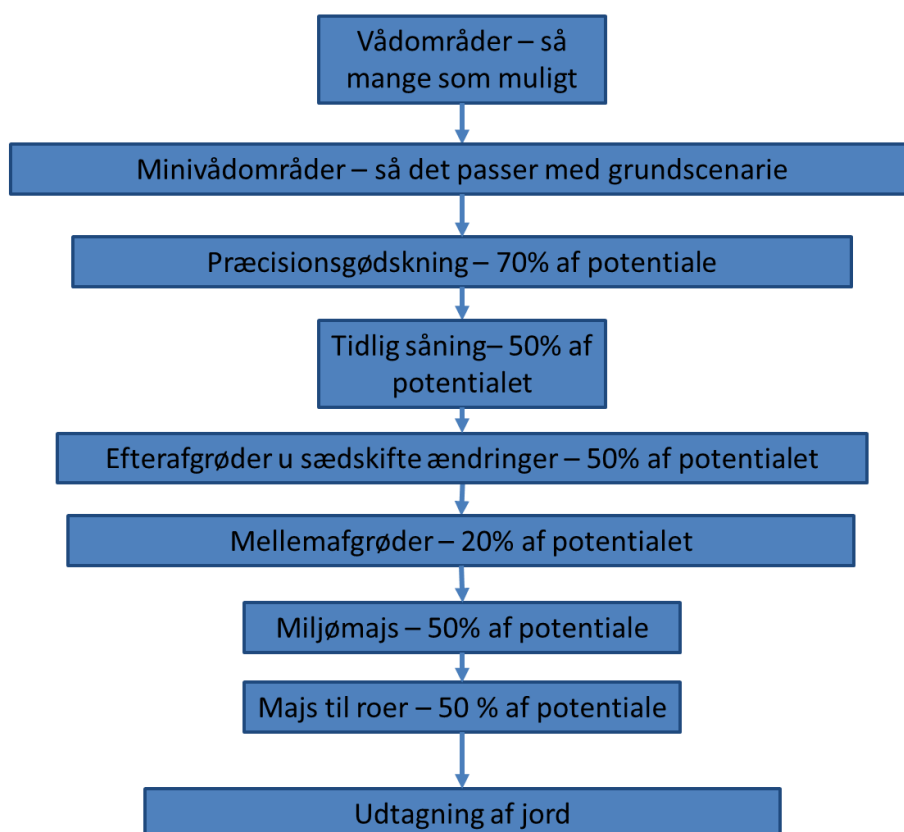 Vådområder – så
mange som muligt
Minivådområder – så det passer med grundscenarie
Præcisionsgødskning – 70% af potentiale
Tidlig såning– 50% af
potentialet
Efterafgrøder u sædskifte ændringer – 50% af potentialet
Mellemafgrøder – 20% af potentialet
Miljømajs – 50% af potentiale
Majs til roer – 50 % af potentiale
Udtagning af jord